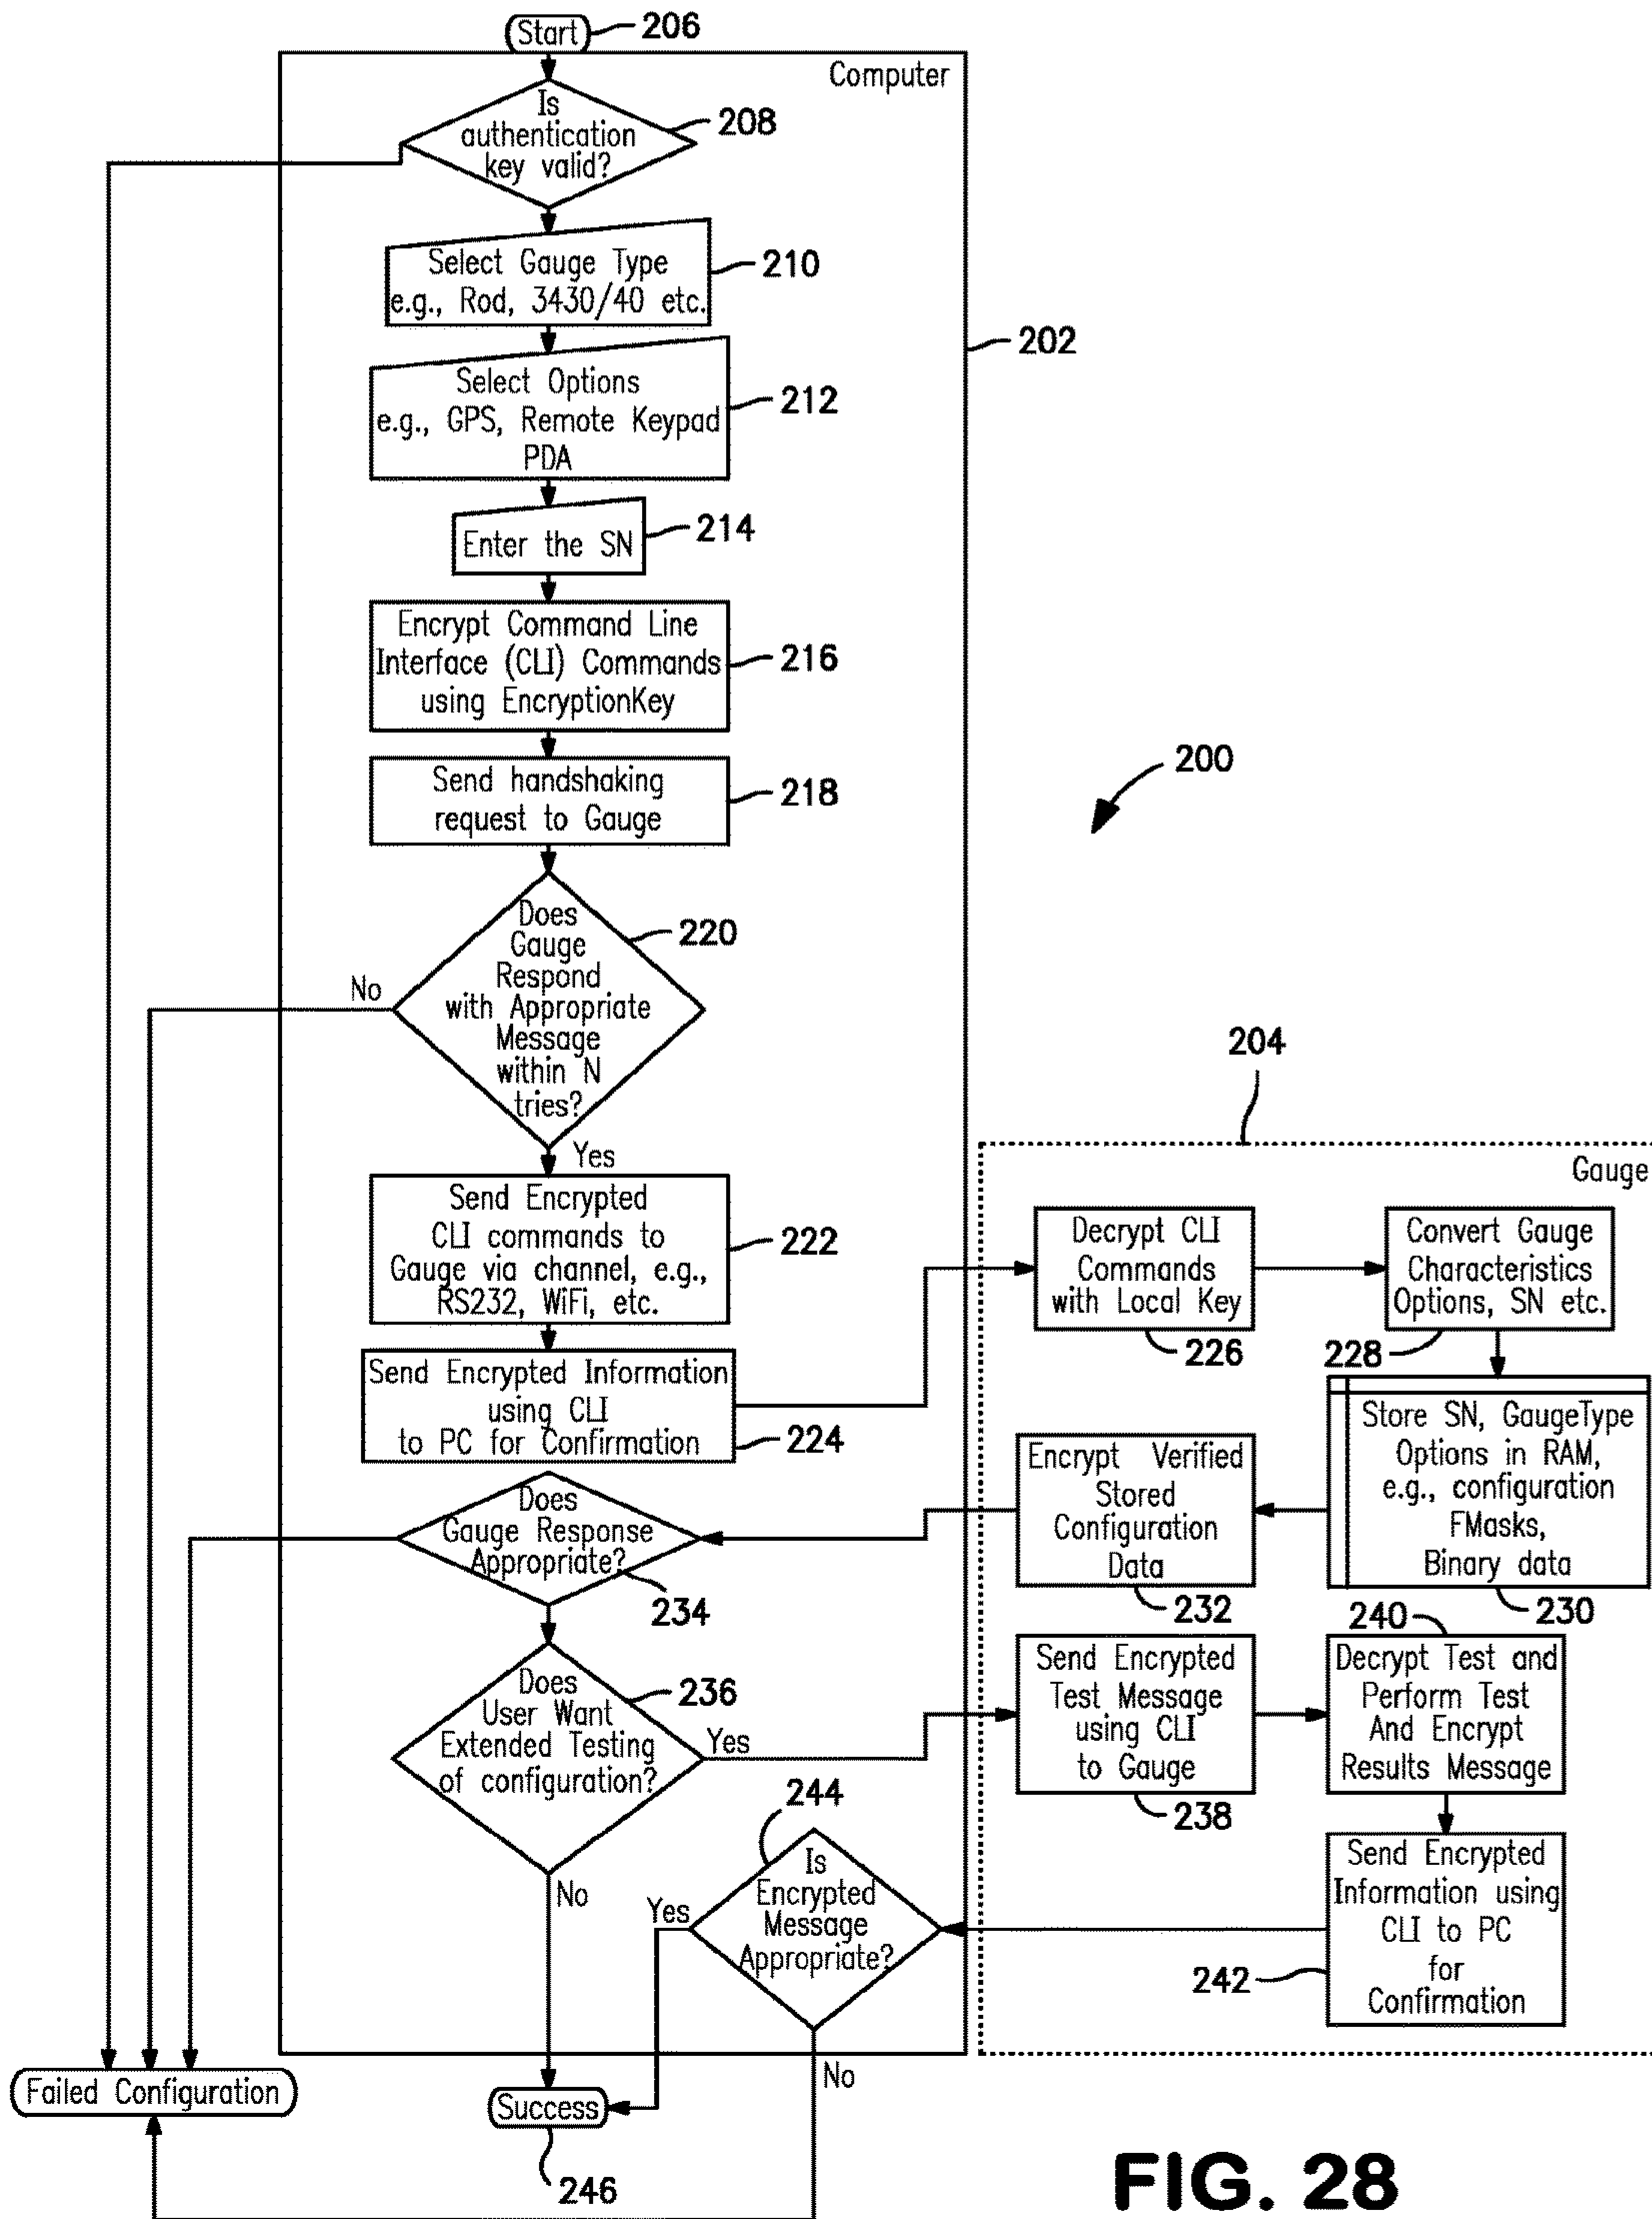 Start
206
Computer
Is
authentication
key valid?
208
Select Gauge Type
e.g., Rod, 3430/40 etc.
210
202
Select Options
e.g., GPS, Remote Keypad
PDA
212
Enter the SN
214
Encrypt Command Line
Interface (CLI) Commands
using EncryptionKey
216
200
Send handshaking
request to Gauge
218
Does
Gauge
Respond
with Appropriate
Message
within N
tries?
220
No
Yes
204
Gauge
Send Encrypted
CLI commands to
Gauge via channel, e.g.,
RS232, WiFi, etc.
222
Decrypt CLI
Commands
with Local Key
226
Convert Gauge
Characteristics
Options, SN etc.
228
Send Encrypted Information
using CLI
to PC for Confirmation
224
Store SN, GaugeType
Options in RAM,
e.g., configuration
FMasks,
Binary data
230
Encrypt Verified
Stored
Configuration
Data
232
Does
Gauge Response
Appropriate?
234
Does
User Want
Extended Testing
of configuration?
236
Yes
No
Send Encrypted
Test Message
using CLI
to Gauge
238
240
Decrypt Test and
Perform Test
And Encrypt
Results Message
244
Is
Encrypted
Message
Appropriate?
Yes
No
Send Encrypted
Information using
CLI to PC
for
Confirmation
242
Failed Configuration
Success
246
FIG. 28